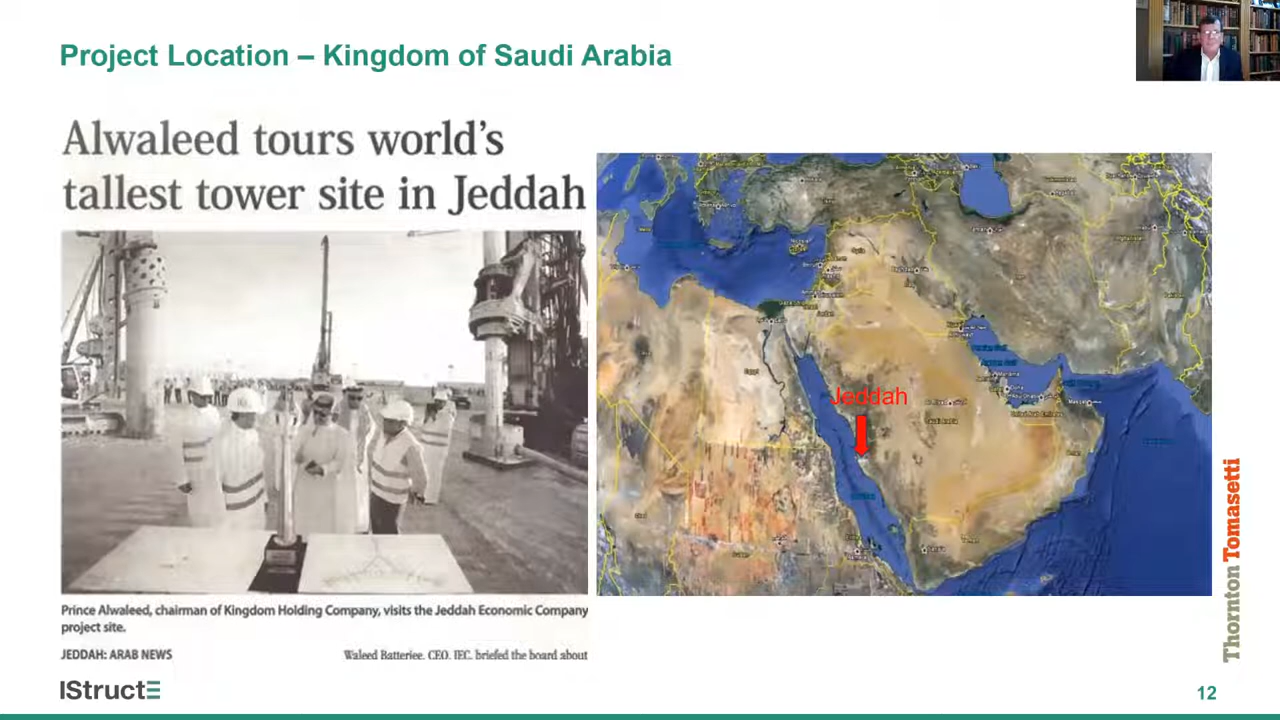 Project Location – Kingdom of Saudi Arabia
Alwaleed tours world's
tallest tower site in Jeddah
Jeddah
Prince Alwaleed, chairman of Kingdom Holding Company, visits the Jeddah Economic Company
project site.
JEDDAH: ARAB NEWS
Waleed Batterjee, CEO, JEC, briefed the board about
IStructE
12
Thornton Tomasetti